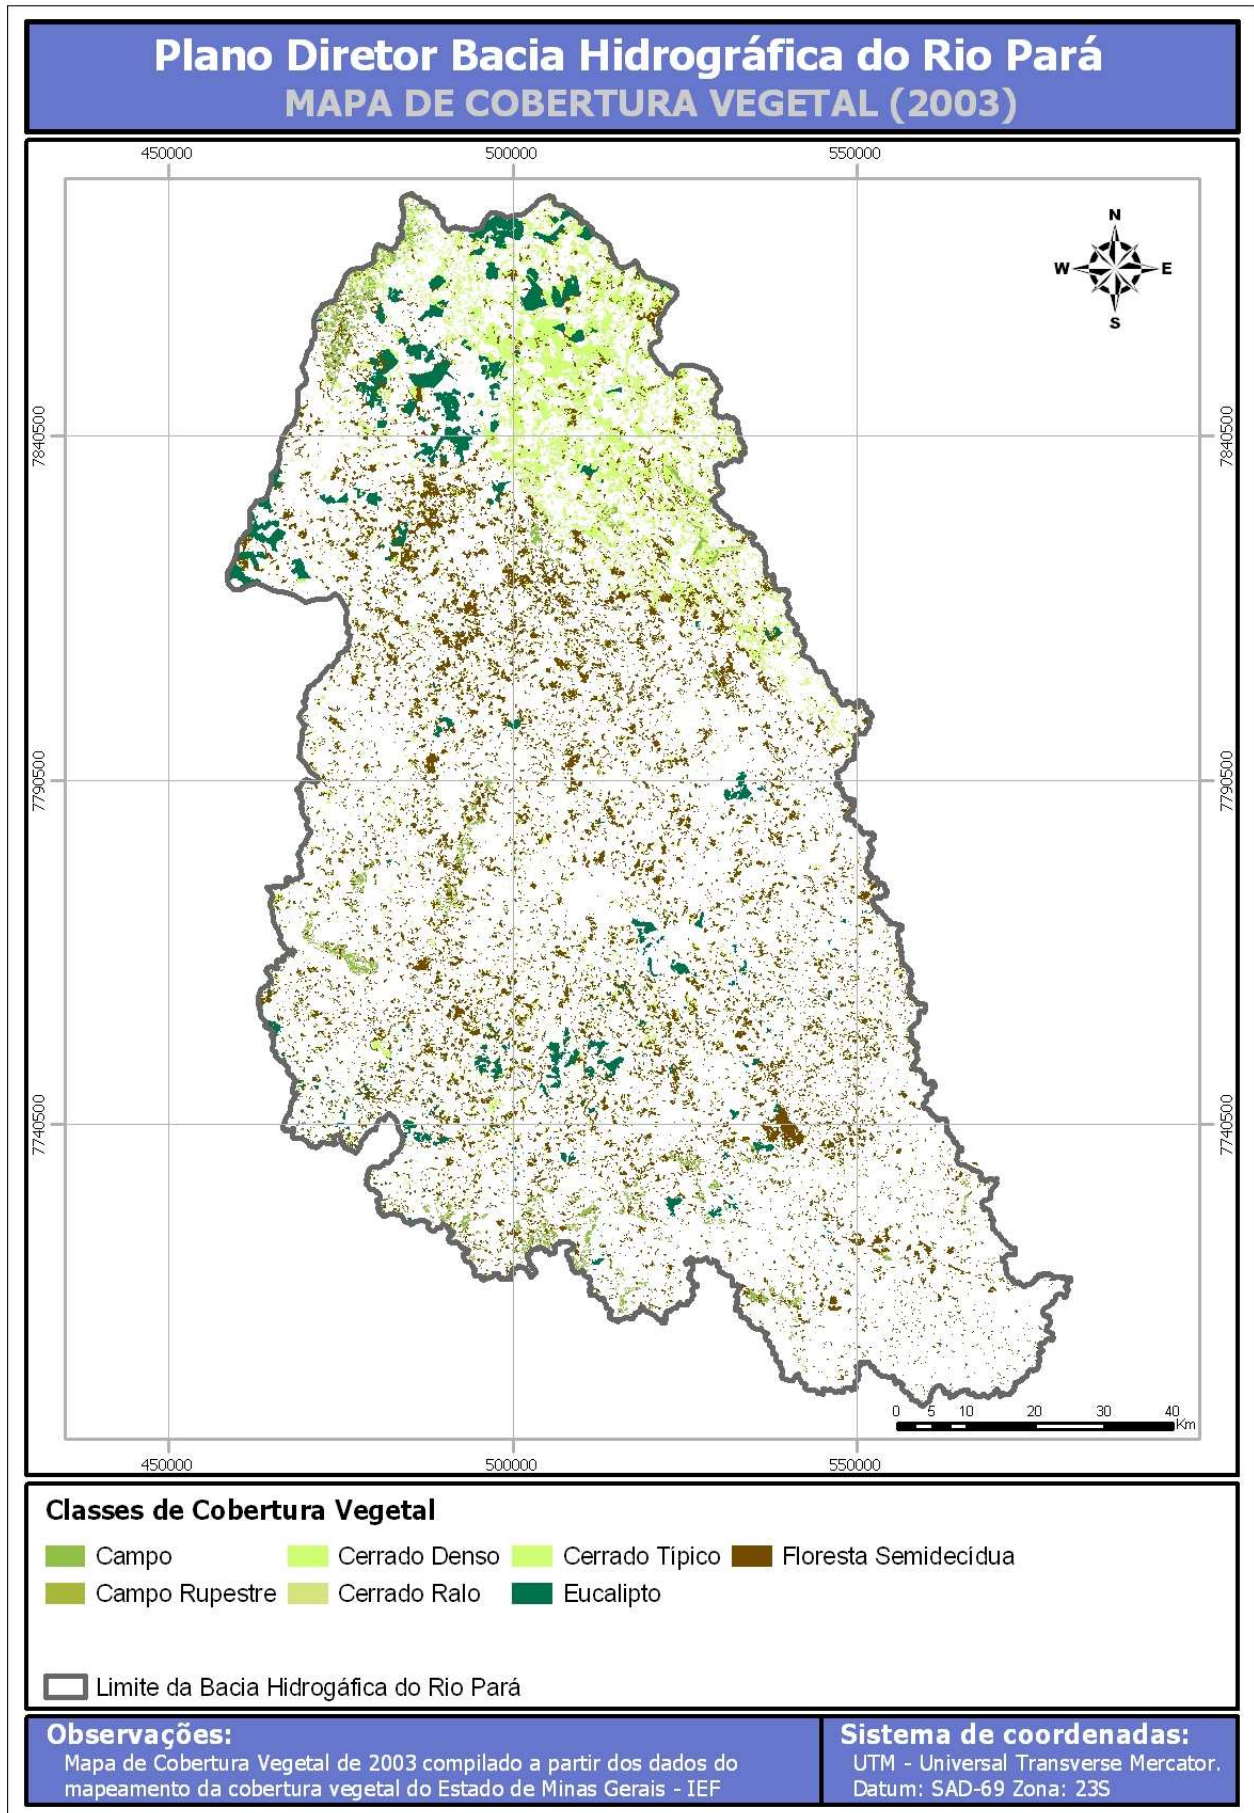 Plano Diretor Bacia Hidrográfica do Rio Pará
MAPA DE COBERTURA VEGETAL (2003)
450000 500000 550000
N
W E
S
7840500 7840500
7790500 7790500
7740500 7740500
0 5 10 20 30 40
Km
450000 500000 550000
Classes de Cobertura Vegetal
Campo Cerrado Denso Cerrado Típico Floresta Semidecídua
Campo Rupestre Cerrado Ralo Eucalipto
Limite da Bacia Hidrogáfica do Rio Pará
Observações:
Mapa de Cobertura Vegetal de 2003 compilado a partir dos dados do
mapeamento da cobertura vegetal do Estado de Minas Gerais - IEF
Sistema de coordenadas:
UTM - Universal Transverse Mercator.
Datum: SAD-69 Zona: 23S